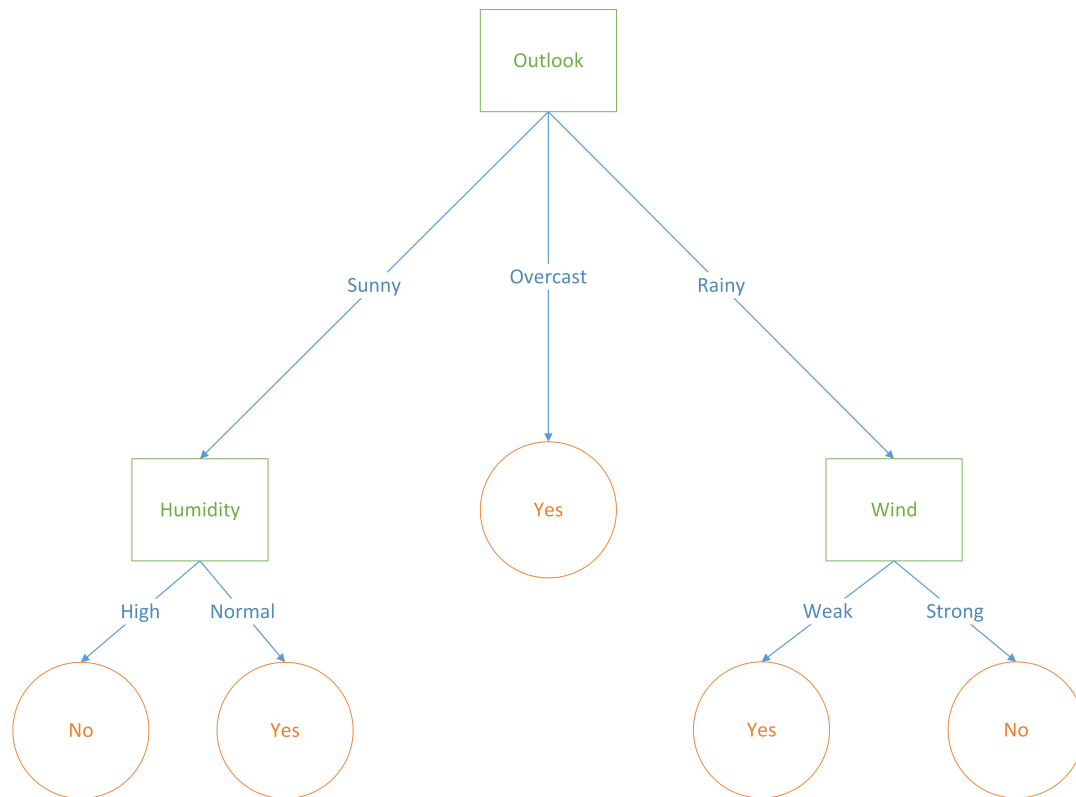 Outlook
Sunny
Overcast
Rainy
Humidity
Yes
Wind
High
Normal
Weak
Strong
No
Yes
Yes
No